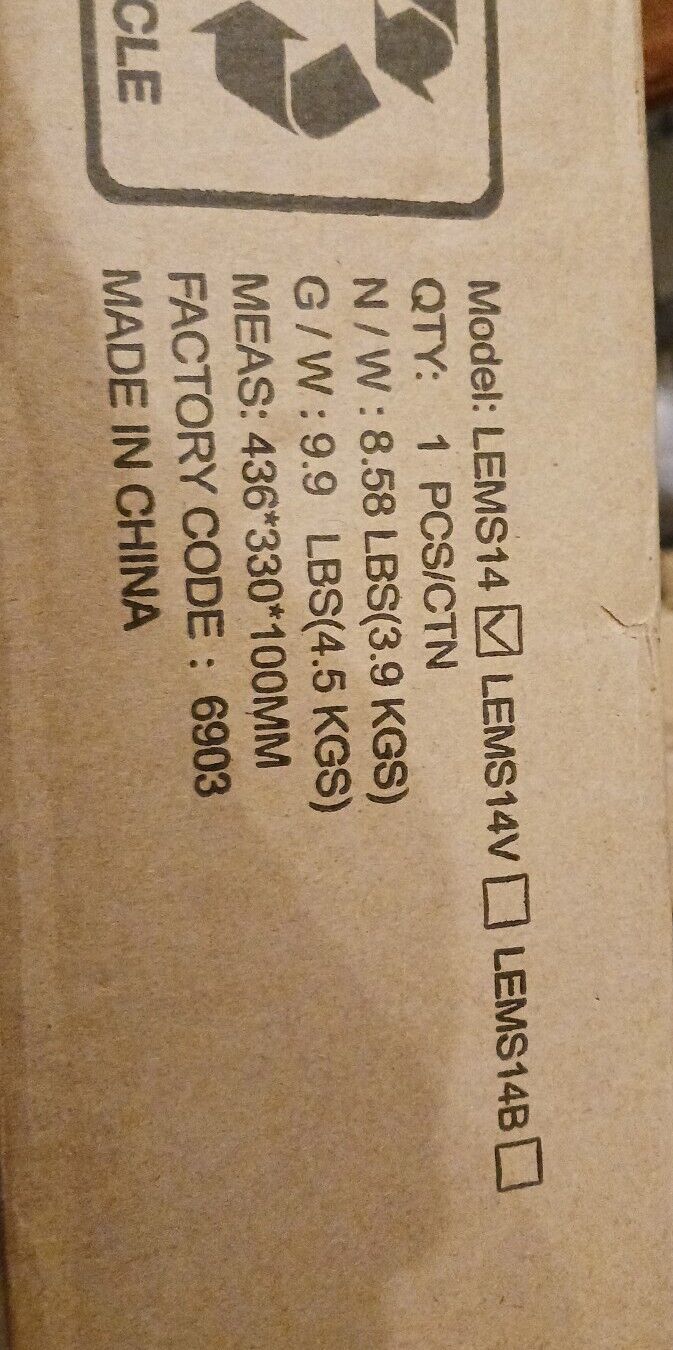 CLE
Model: LEMS14 ☑ LEMS14V ☐ LEMS14B ☐
QTY: 1 PCS/CTN
N / W : 8.58 LBS(3.9 KGS)
G / W : 9.9 LBS(4.5 KGS)
MEAS: 436*330*100MM
FACTORY CODE : 6903
MADE IN CHINA